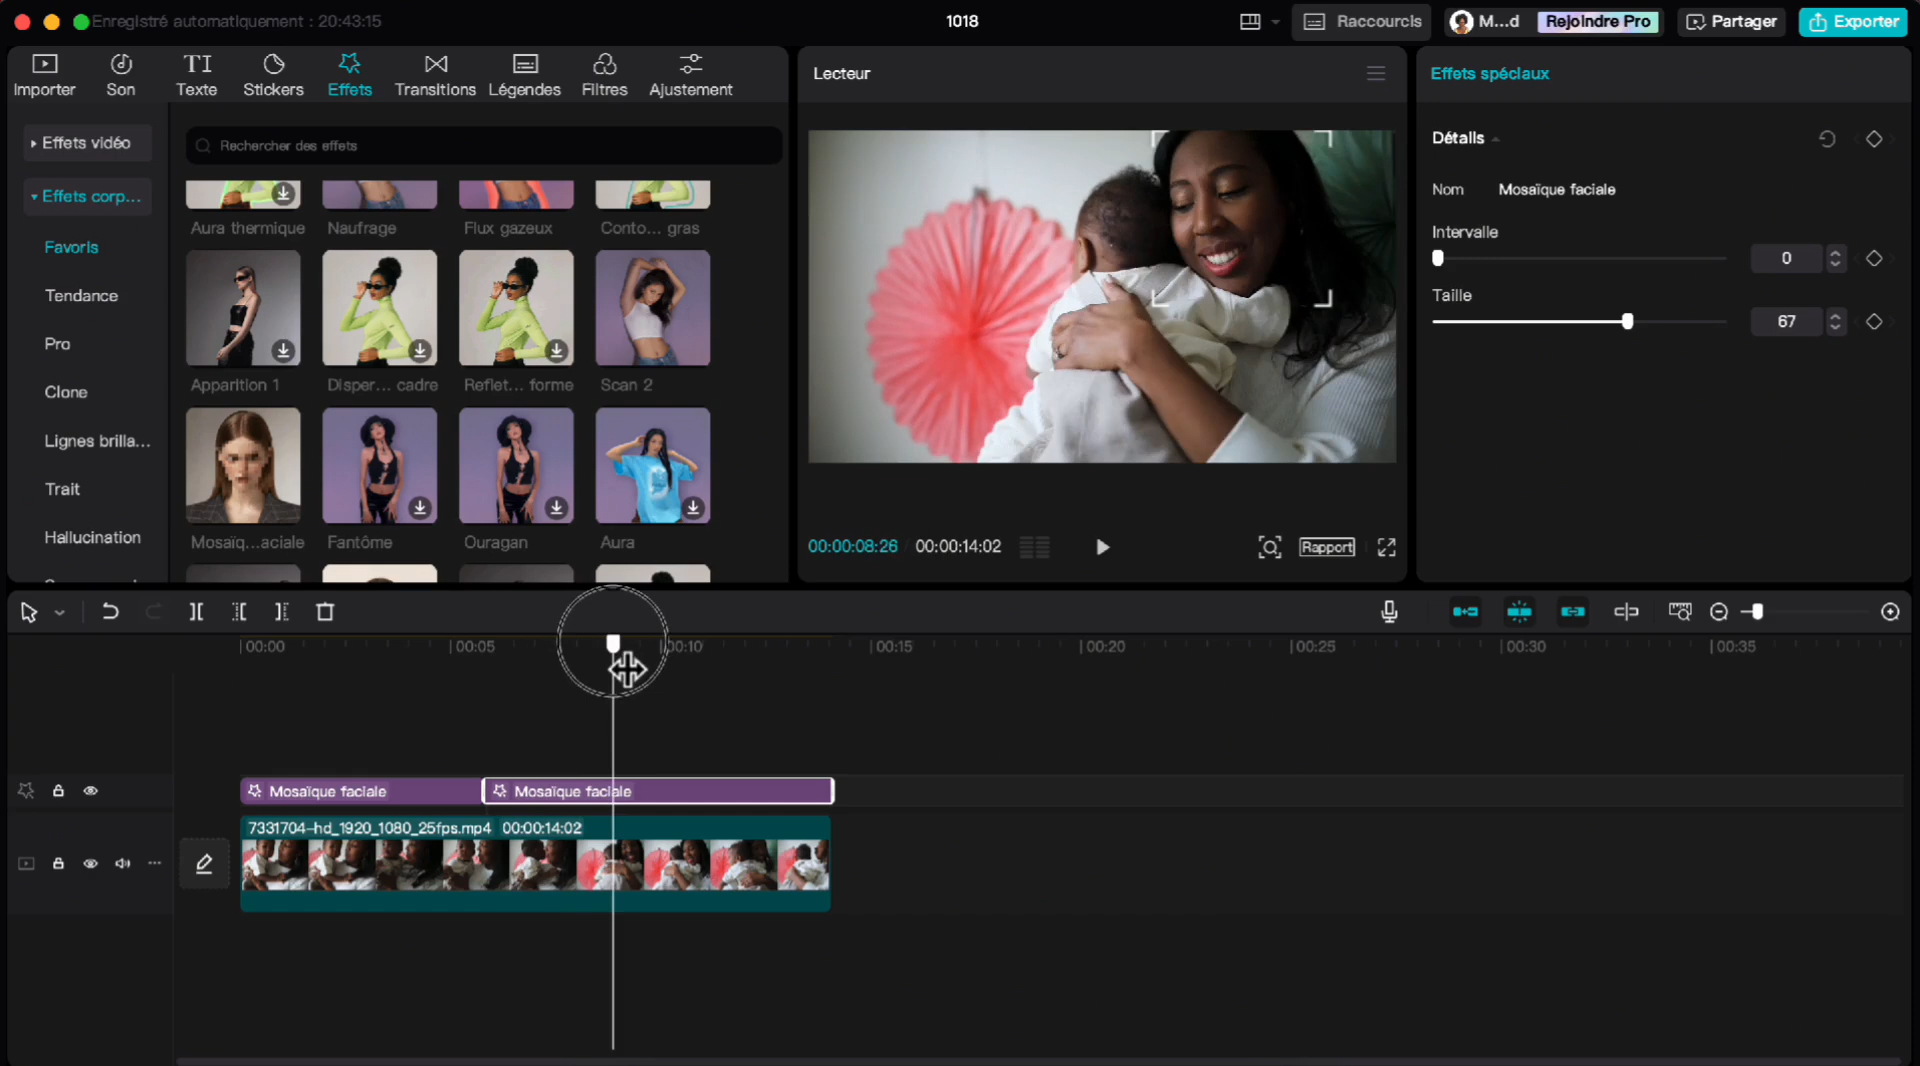 Enregistré automatiquement : 20:43:15
1018
Raccourcis
M...d
Rejoindre Pro
Partager
Exporter
Importer
Son
TI
Texte
Stickers
Effets
Transitions
Légendes
Filtres
Ajustement
Effets vidéo
Effets corp...
Favoris
Tendance
Pro
Clone
Lignes brilla...
Trait
Hallucination
Rechercher des effets
Aura thermique
Naufrage
Flux gazeux
Conto... gras
Apparition 1
Disper... cadre
Reflet... forme
Scan 2
Mosaïq...aciale
Fantôme
Ouragan
Aura
Lecteur
00:00:08:26
00:00:14:02
Rapport
Effets spéciaux
Détails
Nom
Mosaïque faciale
Intervalle
0
Taille
67
00:00
00:05
00:10
00:15
00:20
00:25
00:30
00:35
Mosaïque faciale
Mosaïque faciale
7331704-hd_1920_1080_25fps.mp4 00:00:14:02